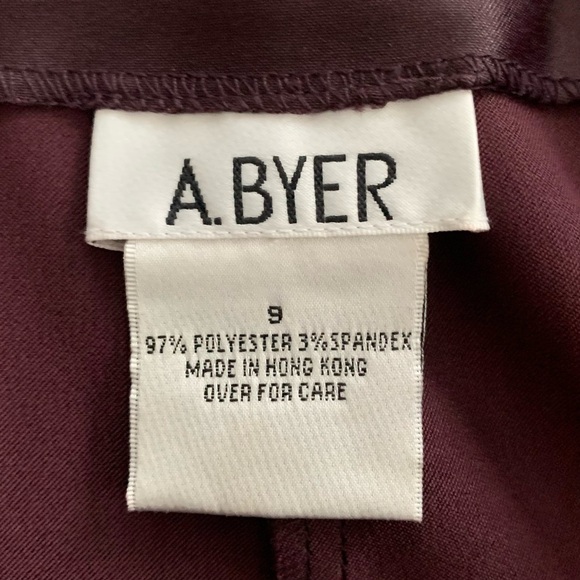 A.BYER
9
97% POLYESTER 3%SPANDEX
MADE IN HONG KONG
OVER FOR CARE